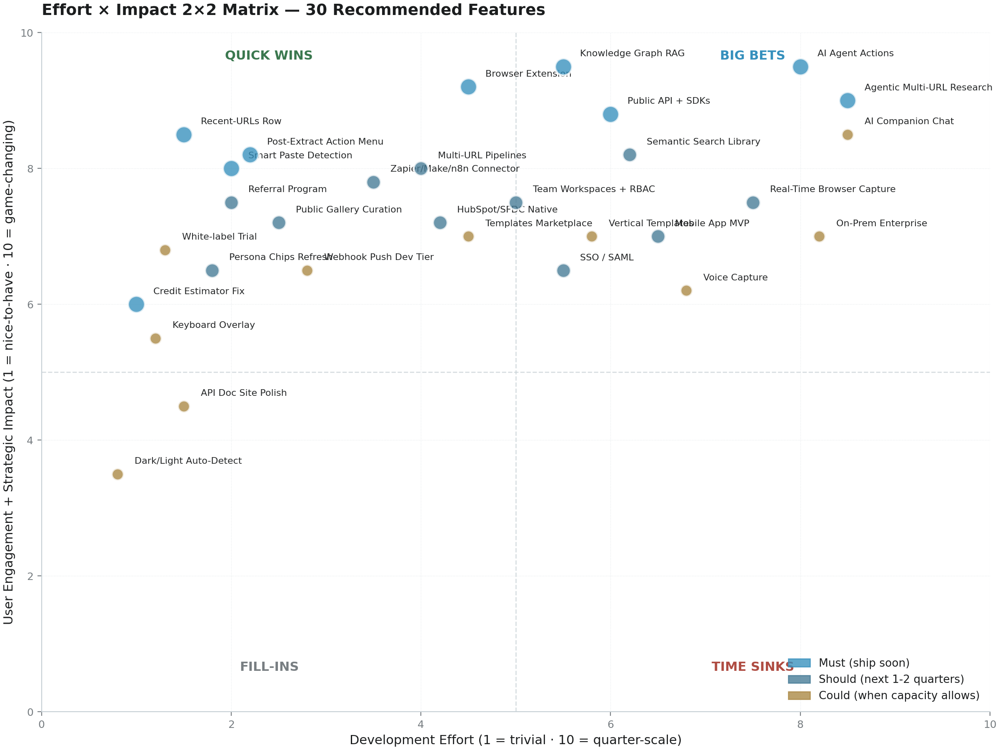 Effort × Impact 2×2 Matrix — 30 Recommended Features
10
QUICK WINS
Knowledge Graph RAG
BIG BETS
AI Agent Actions
Browser Extension
Agentic Multi-URL Research
Public API + SDKs
Recent-URLs Row
AI Companion Chat
Post-Extract Action Menu
Semantic Search Library
Smart Paste Detection
Multi-URL Pipelines
8
Zapier/Make/n8n Connector
Referral Program
Team Workspaces + RBAC
Real-Time Browser Capture
Public Gallery Curation
HubSpot/SFDC Native
Templates Marketplace
Vertical Templates
Mobile App MVP
On-Prem Enterprise
White-label Trial
Persona Chips Refresh
Webhook Push Dev Tier
SSO / SAML
Voice Capture
Credit Estimator Fix
6
Keyboard Overlay
API Doc Site Polish
4
Dark/Light Auto-Detect
2
FILL-INS
TIME SINKS
Must (ship soon)
Should (next 1-2 quarters)
Could (when capacity allows)
0
0
2
4
6
8
10
Development Effort (1 = trivial · 10 = quarter-scale)
User Engagement + Strategic Impact (1 = nice-to-have · 10 = game-changing)